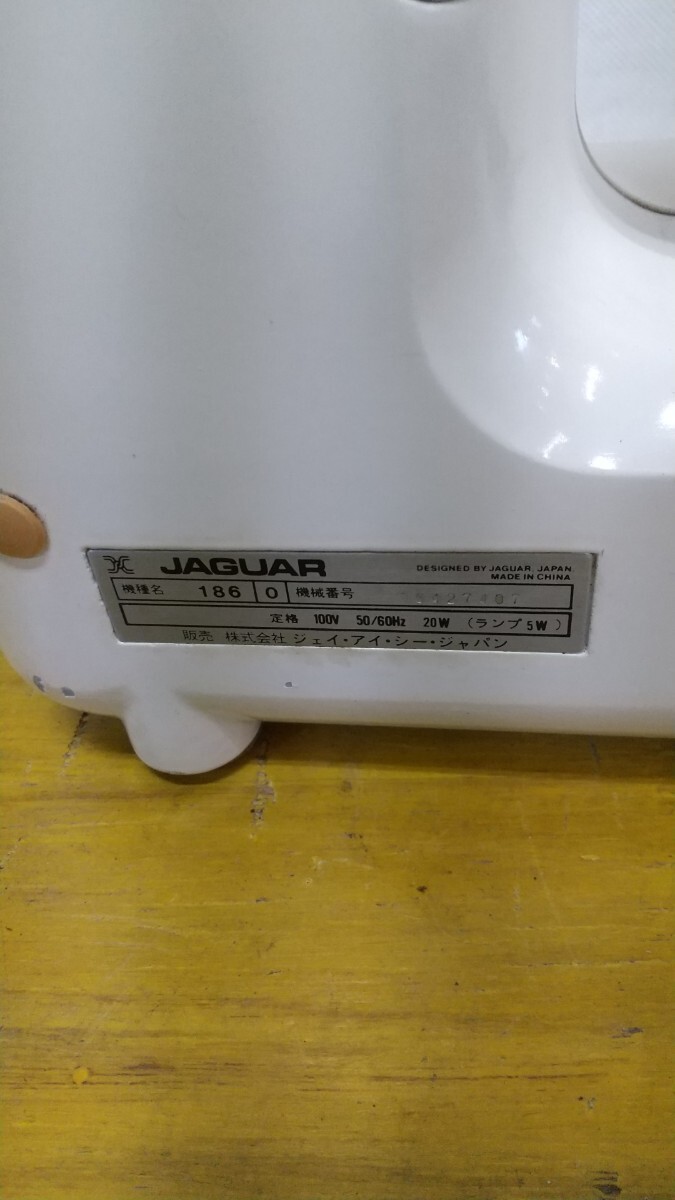 JAGUAR
DESIGNED BY JAGUAR, JAPAN.
MADE IN CHINA
機種名 186 0 機械番号
定格 100V 50/60Hz 20W (ランプ5W)
販売 株式会社 ジェイ・アイ・シー・ジャパン